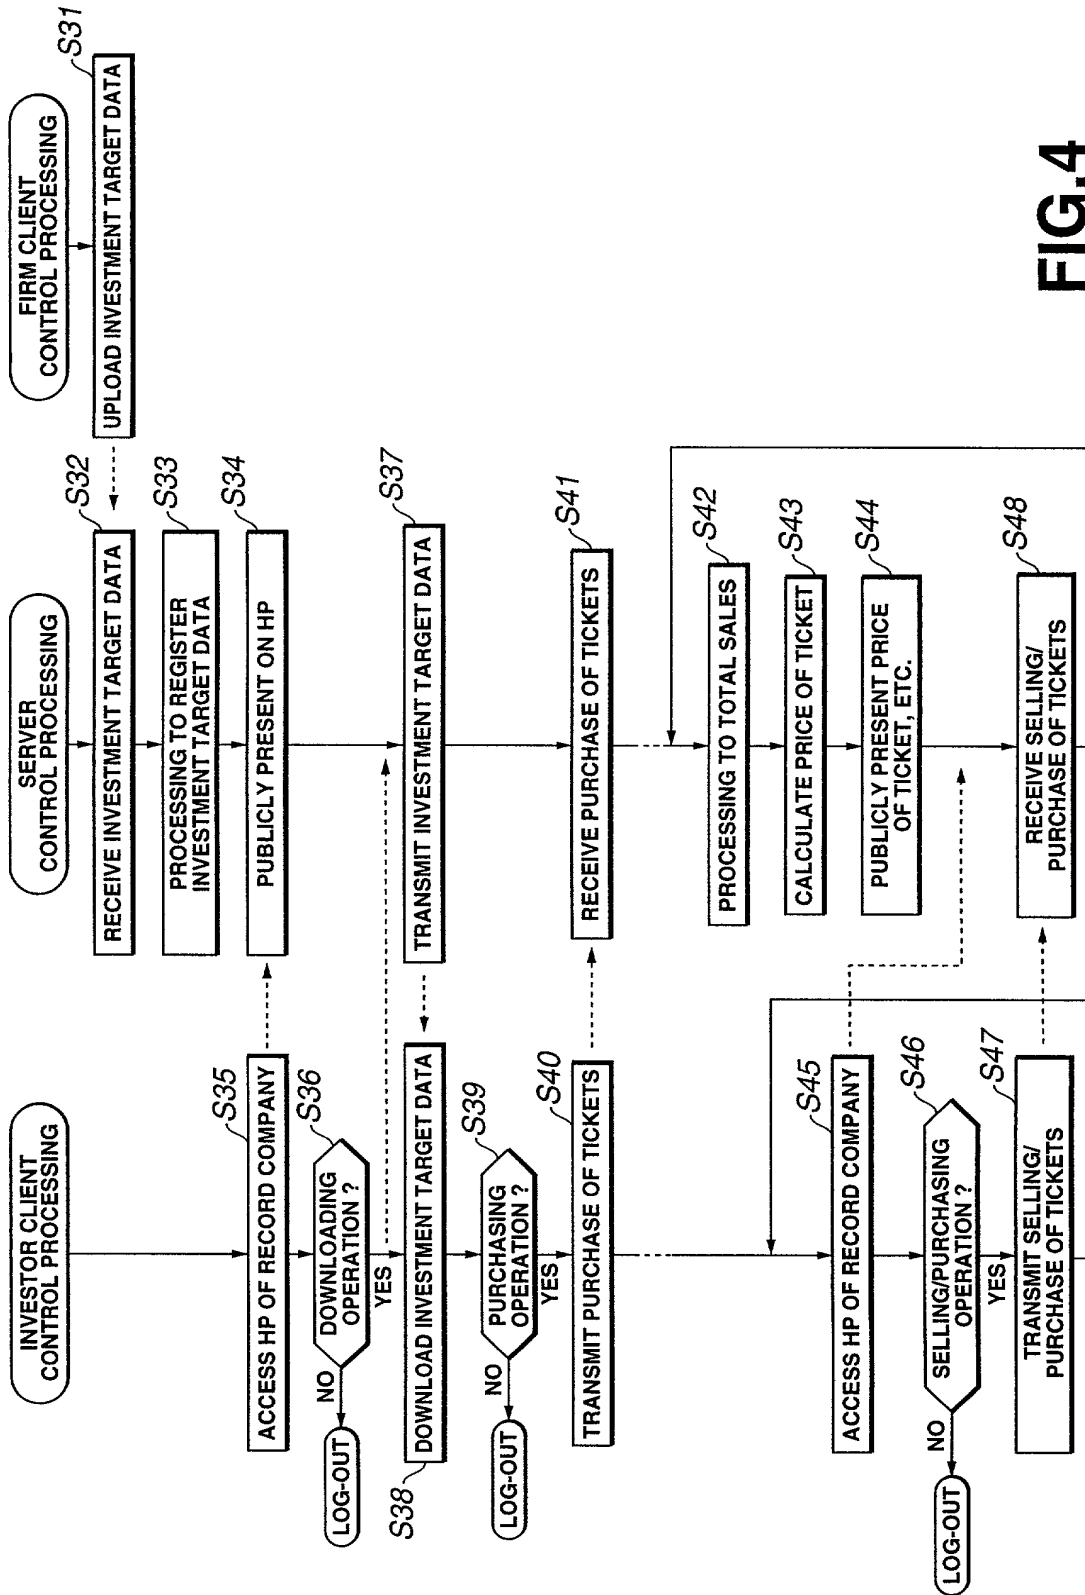 INVESTOR CLIENT
CONTROL PROCESSING
S35
ACCESS HP OF RECORD COMPANY
S36
DOWNLOADING
OPERATION ?
NO
LOG-OUT
YES
S38
DOWNLOAD INVESTMENT TARGET DATA
S39
PURCHASING
OPERATION ?
NO
LOG-OUT
YES
S40
TRANSMIT PURCHASE OF TICKETS
S45
ACCESS HP OF RECORD COMPANY
S46
SELLING/PURCHASING
OPERATION ?
NO
LOG-OUT
YES
S47
TRANSMIT SELLING/
PURCHASE OF TICKETS
SERVER
CONTROL PROCESSING
S32
RECEIVE INVESTMENT TARGET DATA
S33
PROCESSING TO REGISTER
INVESTMENT TARGET DATA
S34
PUBLICLY PRESENT ON HP
S37
TRANSMIT INVESTMENT TARGET DATA
S41
RECEIVE PURCHASE OF TICKETS
S42
PROCESSING TO TOTAL SALES
S43
CALCULATE PRICE OF TICKET
S44
PUBLICLY PRESENT PRICE
OF TICKET, ETC.
S48
RECEIVE SELLING/
PURCHASE OF TICKETS
FIRM CLIENT
CONTROL PROCESSING
S31
UPLOAD INVESTMENT TARGET DATA
FIG.4